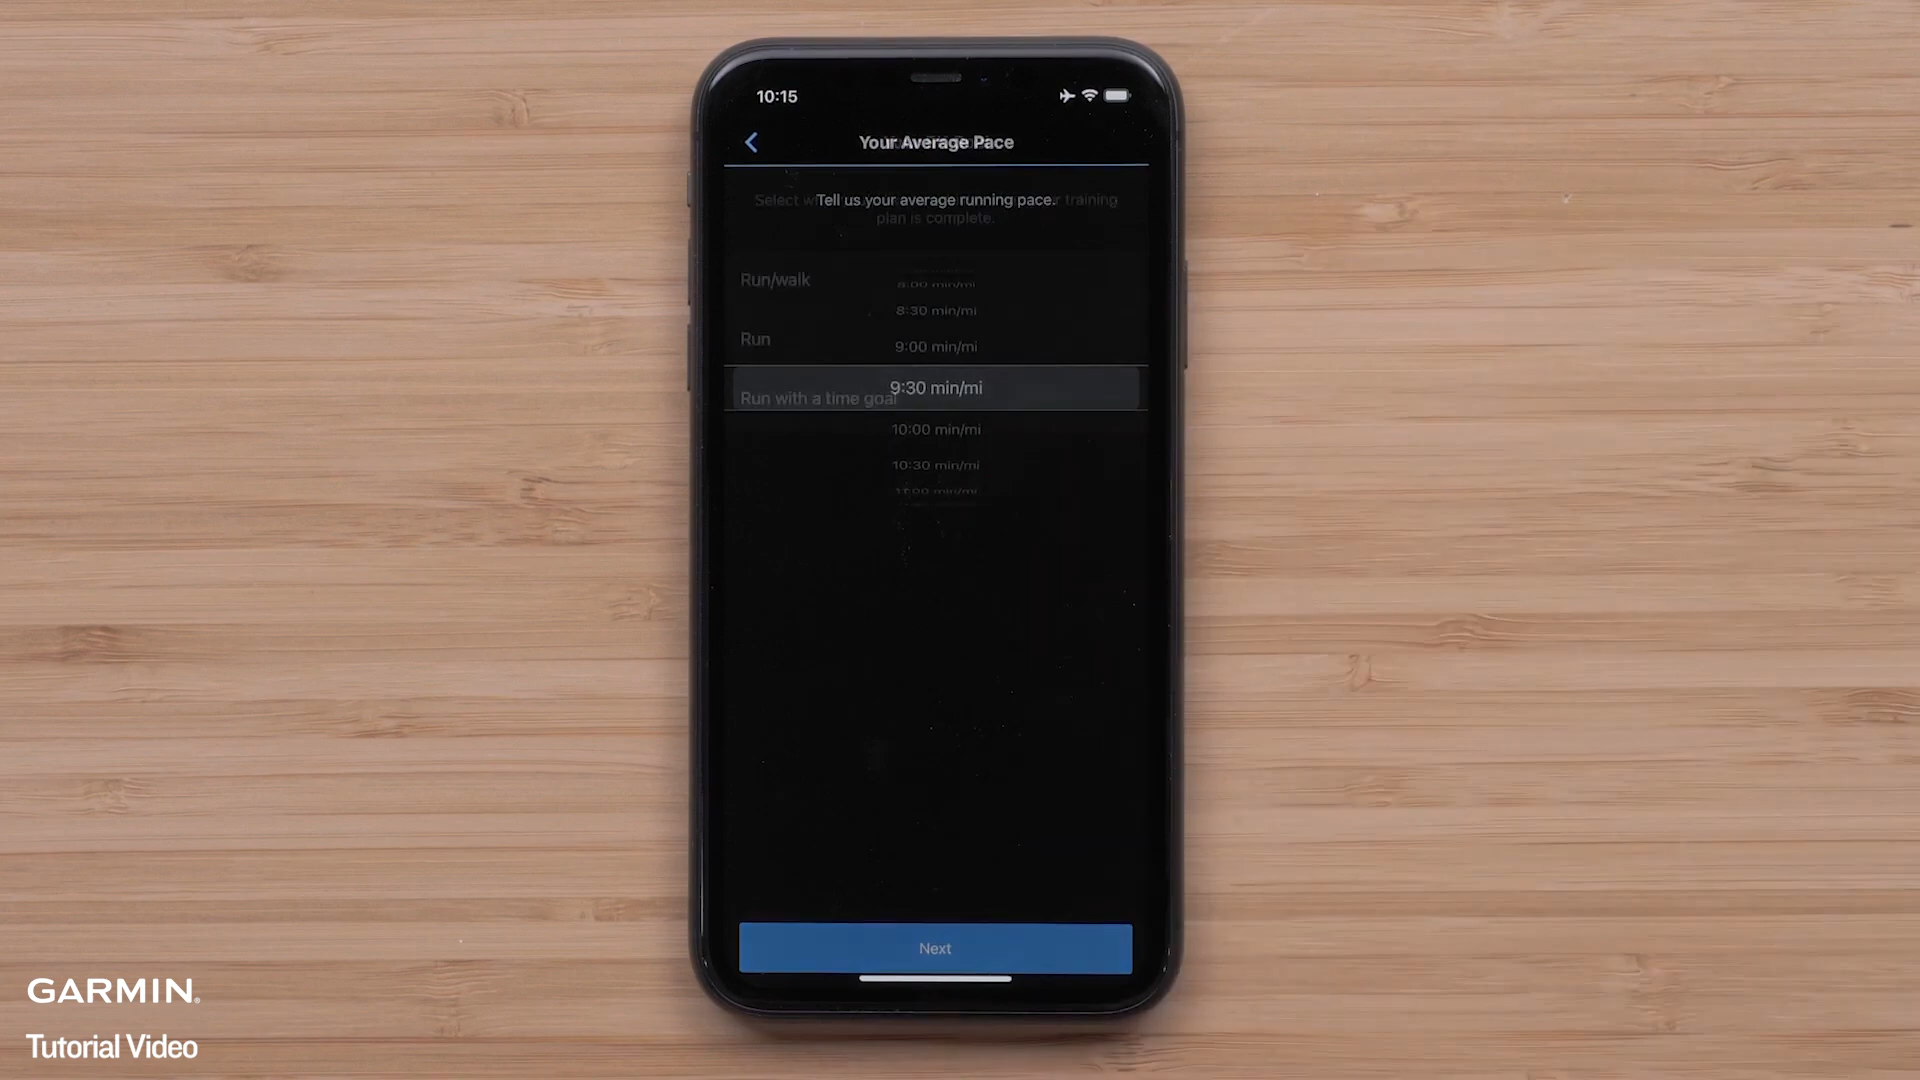 10:15
Your Average Pace
Tell us your average running pace.
Select
training
plan is complete.
Run/walk
8:00 min/mi
8:30 min/mi
Run
9:00 min/mi
9:30 min/mi
Run with a time goal
10:00 min/mi
10:30 min/mi
11:00 min/mi
Next
GARMIN
Tutorial Video